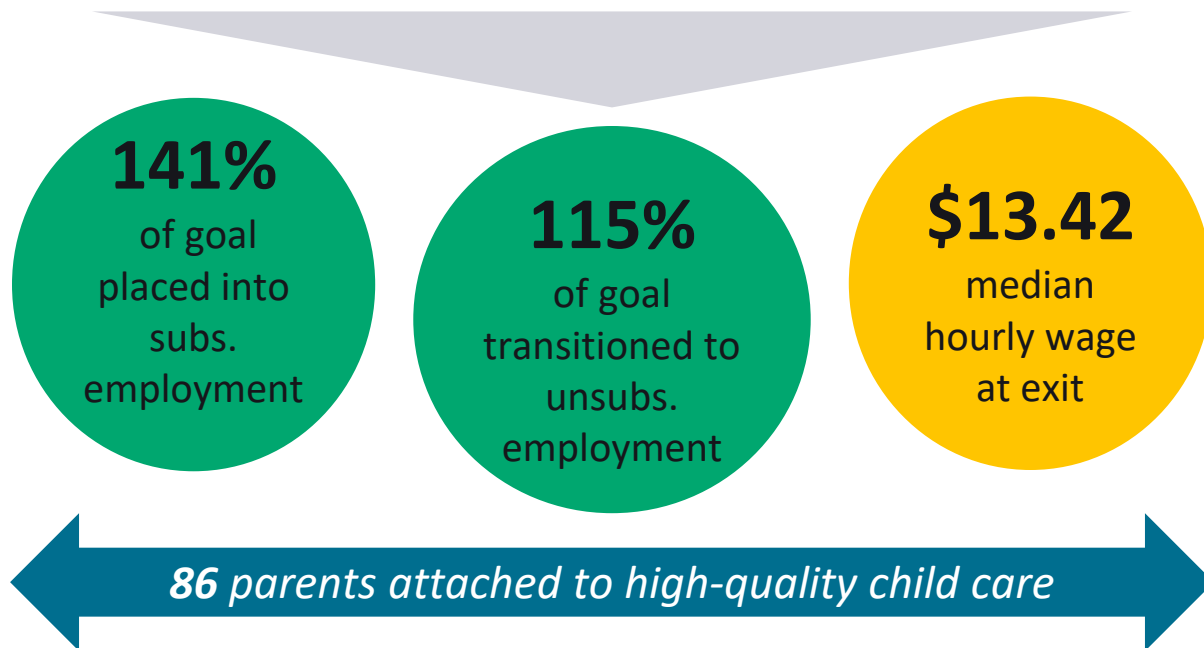 141%
of goal
placed into
subs.
employment
115%
of goal
transitioned to
unsubs.
employment
$13.42
median
hourly wage
at exit
86 parents attached to high-quality child care